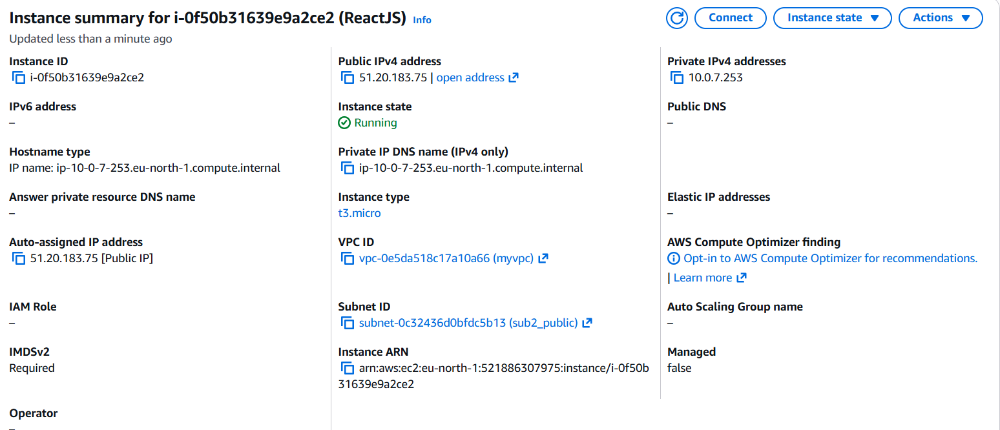 Instance summary for i-0f50b31639e9a2ce2 (ReactJS) Info
Connect
Instance state
Actions
Updated less than a minute ago
Instance ID
i-0f50b31639e9a2ce2
Public IPv4 address
51.20.183.75 | open address
Private IPv4 addresses
10.0.7.253
IPv6 address
–
Instance state
Running
Public DNS
–
Hostname type
IP name: ip-10-0-7-253.eu-north-1.compute.internal
Private IP DNS name (IPv4 only)
ip-10-0-7-253.eu-north-1.compute.internal
Answer private resource DNS name
–
Instance type
t3.micro
Elastic IP addresses
–
Auto-assigned IP address
51.20.183.75 [Public IP]
VPC ID
vpc-0e5da518c17a10a66 (myvpc)
AWS Compute Optimizer finding
Opt-in to AWS Compute Optimizer for recommendations.
| Learn more
IAM Role
–
Subnet ID
subnet-0c32436d0bfdc5b13 (sub2_public)
Auto Scaling Group name
–
IMDSv2
Required
Instance ARN
arn:aws:ec2:eu-north-1:521886307975:instance/i-0f50b
31639e9a2ce2
Managed
false
Operator
–